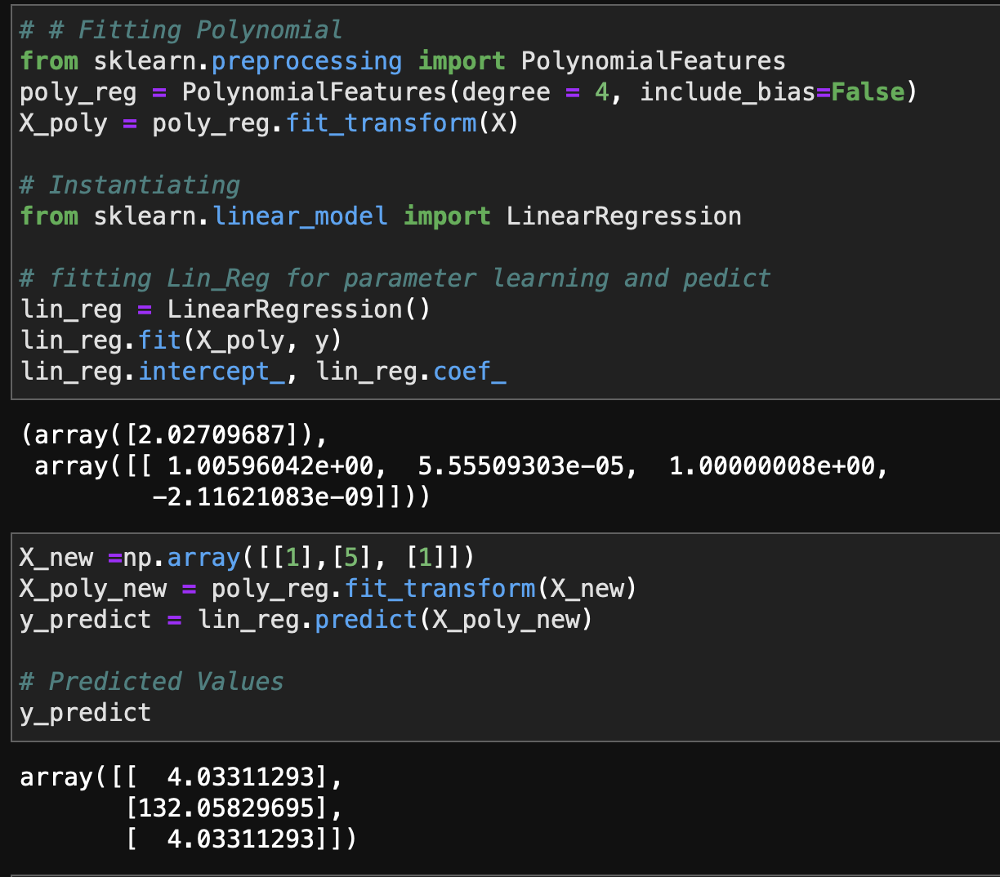 # # Fitting Polynomial
from sklearn.preprocessing import PolynomialFeatures
poly_reg = PolynomialFeatures(degree = 4, include_bias=False)
X_poly = poly_reg.fit_transform(X)
# Instantiating
from sklearn.linear_model import LinearRegression
# fitting Lin_Reg for parameter learning and pedict
lin_reg = LinearRegression()
lin_reg.fit(X_poly, y)
lin_reg.intercept_, lin_reg.coef_
(array([2.02709687]),
 array([[ 1.00596042e+00,  5.55509303e-05,  1.00000008e+00,
         -2.11621083e-09]]))
X_new =np.array([[1],[5], [1]])
X_poly_new = poly_reg.fit_transform(X_new)
y_predict = lin_reg.predict(X_poly_new)
# Predicted Values
y_predict
array([[  4.03311293],
       [132.05829695],
       [  4.03311293]])